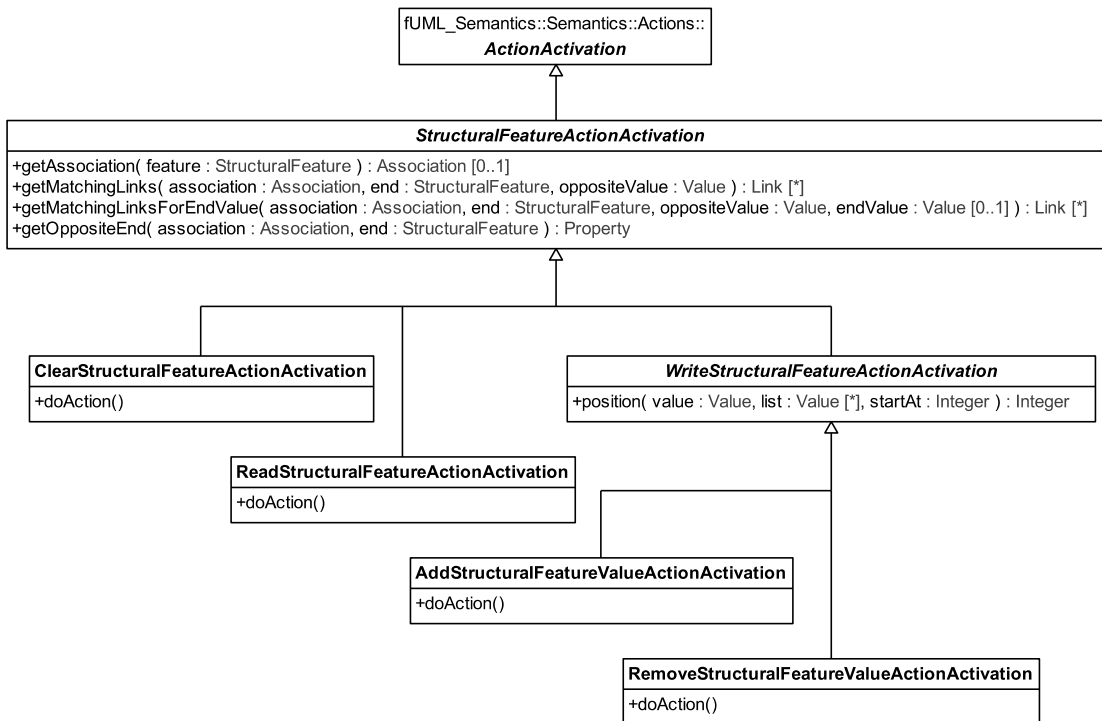 fUML_Semantics::Semantics::Actions::
ActionActivation
StructuralFeatureActionActivation
+getAssociation( feature : StructuralFeature ) : Association [0..1]
+getMatchingLinks( association : Association, end : StructuralFeature, oppositeValue : Value ) : Link [*]
+getMatchingLinksForEndValue( association : Association, end : StructuralFeature, oppositeValue : Value, endValue : Value [0..1] ) : Link [*]
+getOppositeEnd( association : Association, end : StructuralFeature ) : Property
ClearStructuralFeatureActionActivation
+doAction()
WriteStructuralFeatureActionActivation
+position( value : Value, list : Value [*], startAt : Integer ) : Integer
ReadStructuralFeatureActionActivation
+doAction()
AddStructuralFeatureValueActionActivation
+doAction()
RemoveStructuralFeatureValueActionActivation
+doAction()